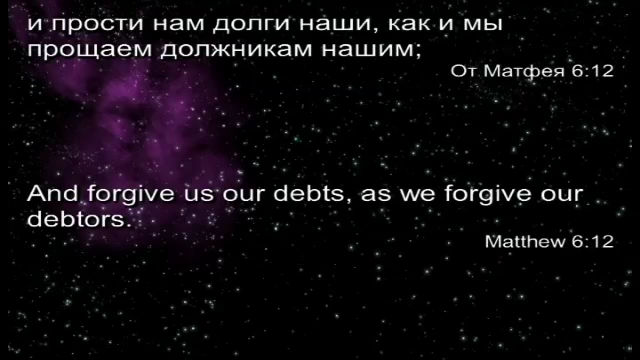 и прости нам долги наши, как и мы
прощаем должникам нашим;
От Матфея 6:12
And forgive us our debts, as we forgive our
debtors.
Matthew 6:12